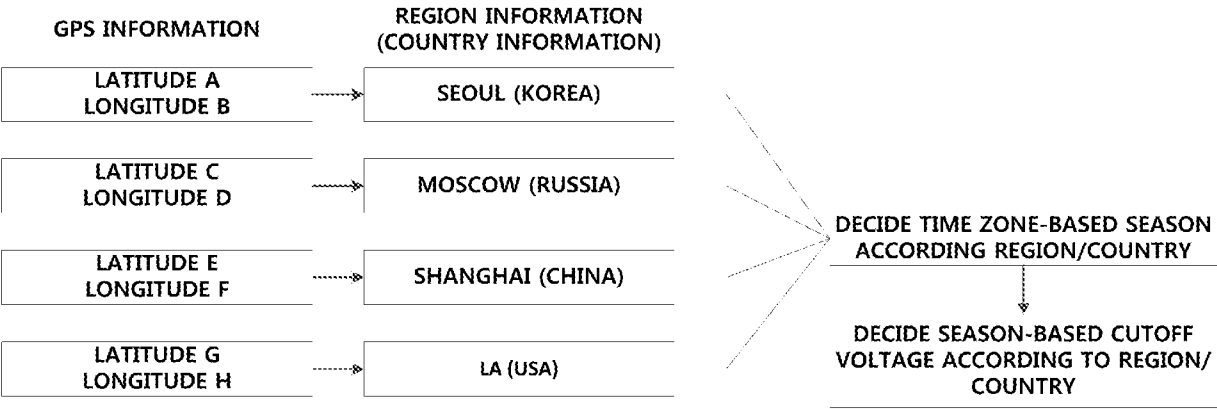 GPS INFORMATION
REGION INFORMATION
(COUNTRY INFORMATION)
LATITUDE A
LONGITUDE B
SEOUL (KOREA)
LATITUDE C
LONGITUDE D
MOSCOW (RUSSIA)
LATITUDE E
LONGITUDE F
SHANGHAI (CHINA)
LATITUDE G
LONGITUDE H
LA (USA)
DECIDE TIME ZONE-BASED SEASON
ACCORDING REGION/COUNTRY
DECIDE SEASON-BASED CUTOFF
VOLTAGE ACCORDING TO REGION/
COUNTRY